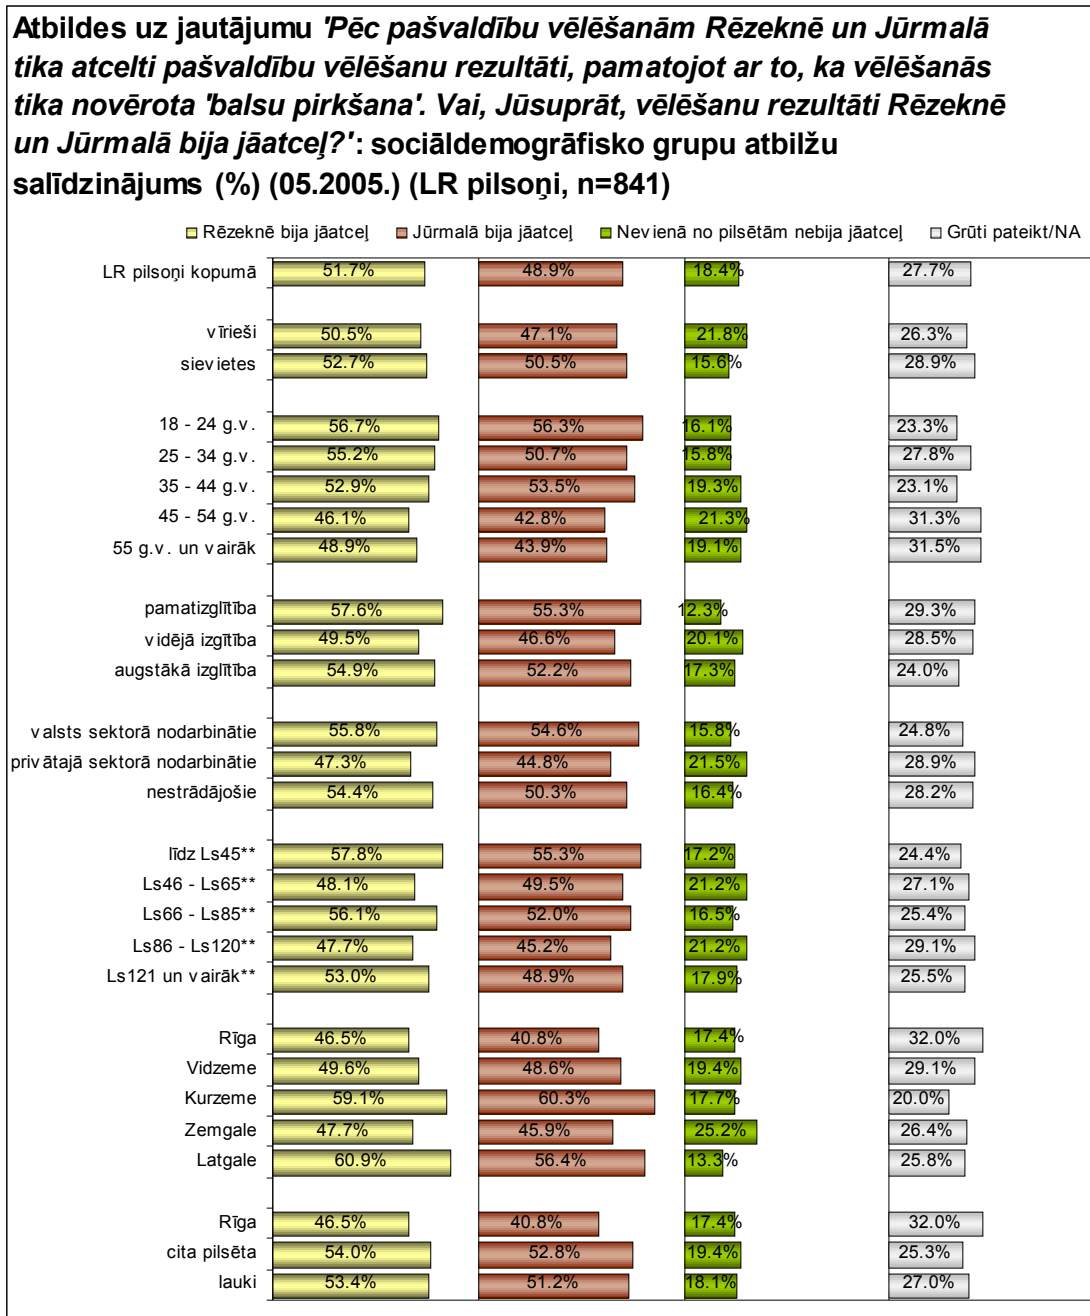 Atbildes uz jautājumu 'Pēc pašvaldību vēlēšanām Rēzeknē un Jūrmalā
tika atcelti pašvaldību vēlēšanu rezultāti, pamatojot ar to, ka vēlēšanās
tika novērota 'balsu pirkšana'. Vai, Jūsuprāt, vēlēšanu rezultāti Rēzeknē
un Jūrmalā bija jāatceļ?': sociāldemogrāfisko grupu atbilžu
salīdzinājums (%) (05.2005.) (LR pilsoņi, n=841)
Rēzeknē bija jāatceļ Jūrmalā bija jāatceļ Nevienā no pilsētām nebija jāatceļ Grūti pateikt/NA
LR pilsoņi kopumā 51.7% 48.9% 18.4% 27.7%
vīrieši 50.5% 47.1% 21.8% 26.3%
sievietes 52.7% 50.5% 15.6% 28.9%
18 - 24 g.v. 56.7% 56.3% 16.1% 23.3%
25 - 34 g.v. 55.2% 50.7% 15.8% 27.8%
35 - 44 g.v. 52.9% 53.5% 19.3% 23.1%
45 - 54 g.v. 46.1% 42.8% 21.3% 31.3%
55 g.v. un vairāk 48.9% 43.9% 19.1% 31.5%
pamatizglītība 57.6% 55.3% 12.3% 29.3%
vidējā izgītība 49.5% 46.6% 20.1% 28.5%
augstākā izglītība 54.9% 52.2% 17.3% 24.0%
valsts sektorā nodarbinātie 55.8% 54.6% 15.8% 24.8%
privātajā sektorā nodarbinātie 47.3% 44.8% 21.5% 28.9%
nestrādājošie 54.4% 50.3% 16.4% 28.2%
līdz Ls45** 57.8% 55.3% 17.2% 24.4%
Ls46 - Ls65** 48.1% 49.5% 21.2% 27.1%
Ls66 - Ls85** 56.1% 52.0% 16.5% 25.4%
Ls86 - Ls120** 47.7% 45.2% 21.2% 29.1%
Ls121 un vairāk** 53.0% 48.9% 17.9% 25.5%
Rīga 46.5% 40.8% 17.4% 32.0%
Vidzeme 49.6% 48.6% 19.4% 29.1%
Kurzeme 59.1% 60.3% 17.7% 20.0%
Zemgale 47.7% 45.9% 25.2% 26.4%
Latgale 60.9% 56.4% 13.3% 25.8%
Rīga 46.5% 40.8% 17.4% 32.0%
cita pilsēta 54.0% 52.8% 19.4% 25.3%
lauki 53.4% 51.2% 18.1% 27.0%